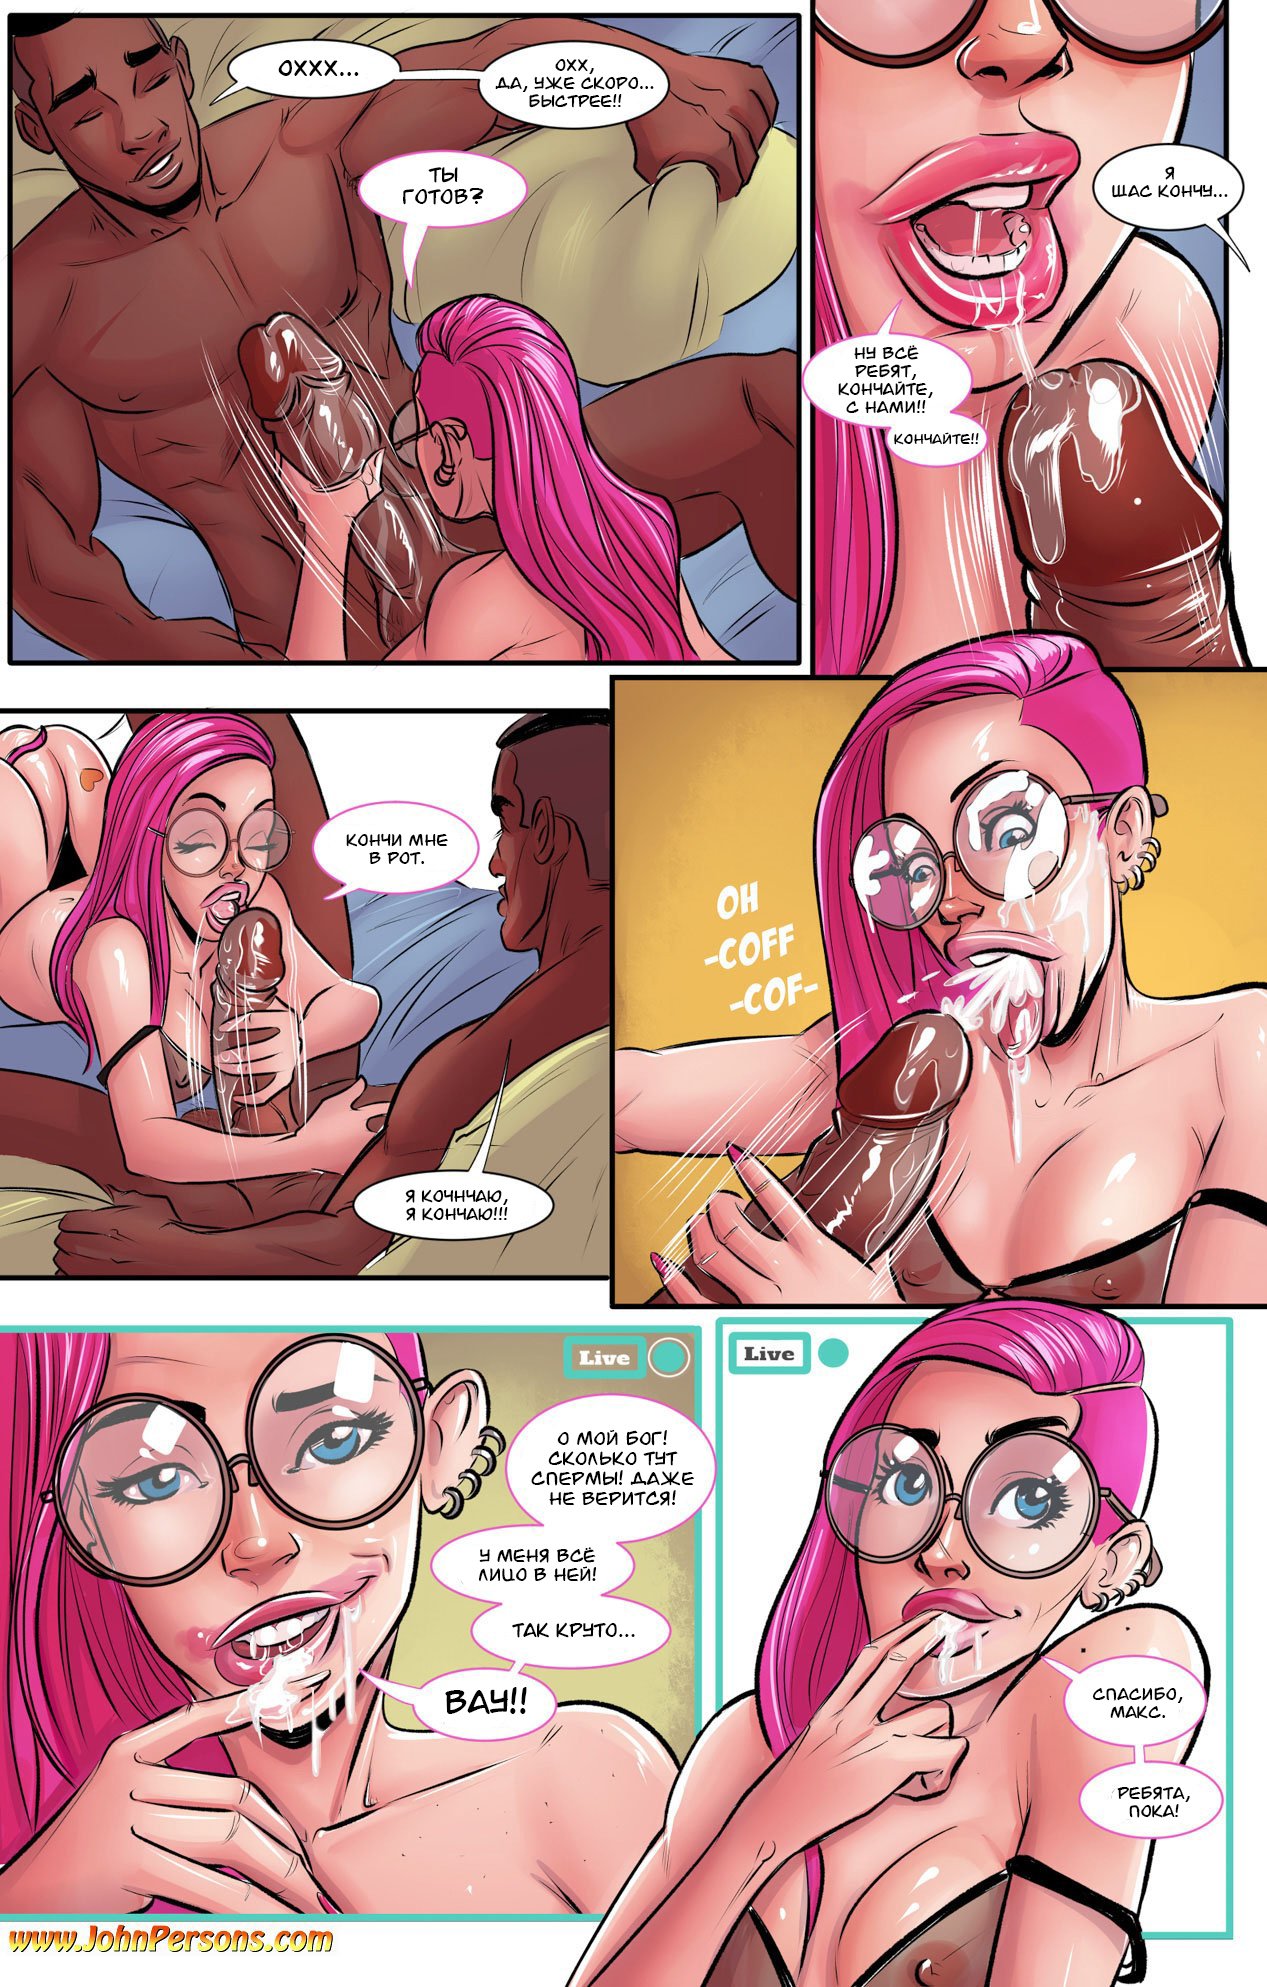 ОХХХ...
ОХХ,
ДА, УЖЕ СКОРО...
БЫСТРЕЕ!!
ТЫ
ГОТОВ?
Я
ЩАС КОНЧУ...
НУ ВСЁ
РЕБЯТ,
КОНЧАЙТЕ,
С НАМИ!!
КОНЧАЙТЕ!!
КОНЧИ МНЕ
В РОТ.
Я КОЧНЧАЮ,
Я КОНЧАЮ!!!
OH
-COFF
-COF-
Live
О МОЙ БОГ!
СКОЛЬКО ТУТ
СПЕРМЫ! ДАЖЕ
НЕ ВЕРИТСЯ!
У МЕНЯ ВСЁ
ЛИЦО В НЕЙ!
ТАК КРУТО...
ВАУ!!
Live
СПАСИБО,
МАКС.
РЕБЯТА,
ПОКА!
www.JohnPersons.com